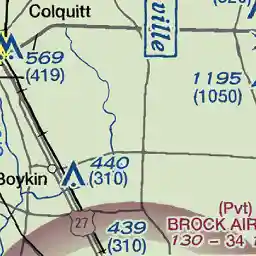 Colquitt
ville
569
(419)
1195
(1050)
440
(310)
Boykin
27
(Pvt)
BROCK AIR
439
(310)
130 - 34